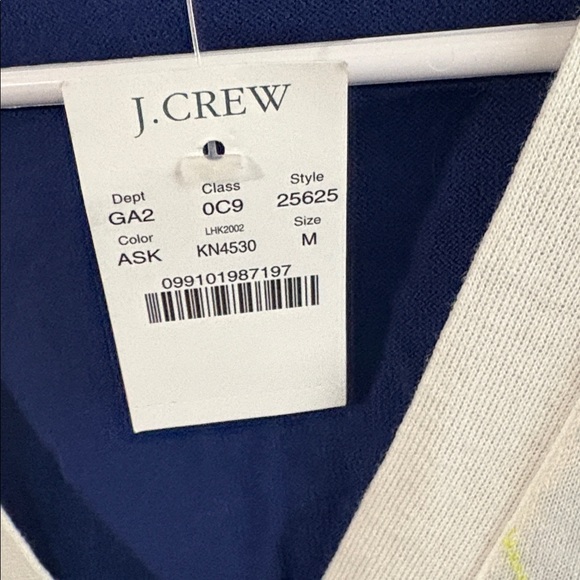 J.CREW
Dept Class Style
GA2 0C9 25625
Color LHK2002 Size
ASK KN4530 M
099101987197